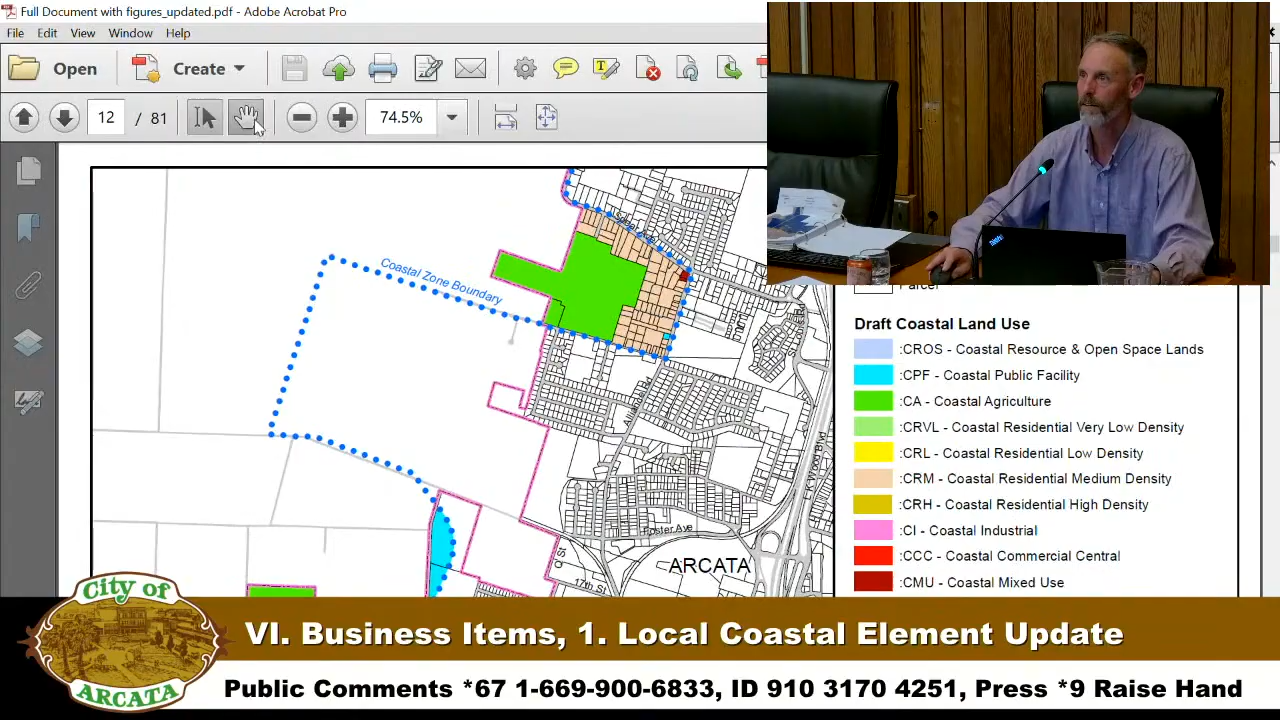 Full Document with figures_updated.pdf - Adobe Acrobat Pro
File Edit View Window Help
Open Create
12 / 81 74.5%
Coastal Zone Boundary
Alliance Rd
Foster Ave
ARCATA
17th St
Parcel
Draft Coastal Land Use
:CROS - Coastal Resource & Open Space Lands
:CPF - Coastal Public Facility
:CA - Coastal Agriculture
:CRVL - Coastal Residential Very Low Density
:CRL - Coastal Residential Low Density
:CRM - Coastal Residential Medium Density
:CRH - Coastal Residential High Density
:CI - Coastal Industrial
:CCC - Coastal Commercial Central
:CMU - Coastal Mixed Use
City of
ARCATA
VI. Business Items, 1. Local Coastal Element Update
Public Comments *67 1-669-900-6833, ID 910 3170 4251, Press *9 Raise Hand